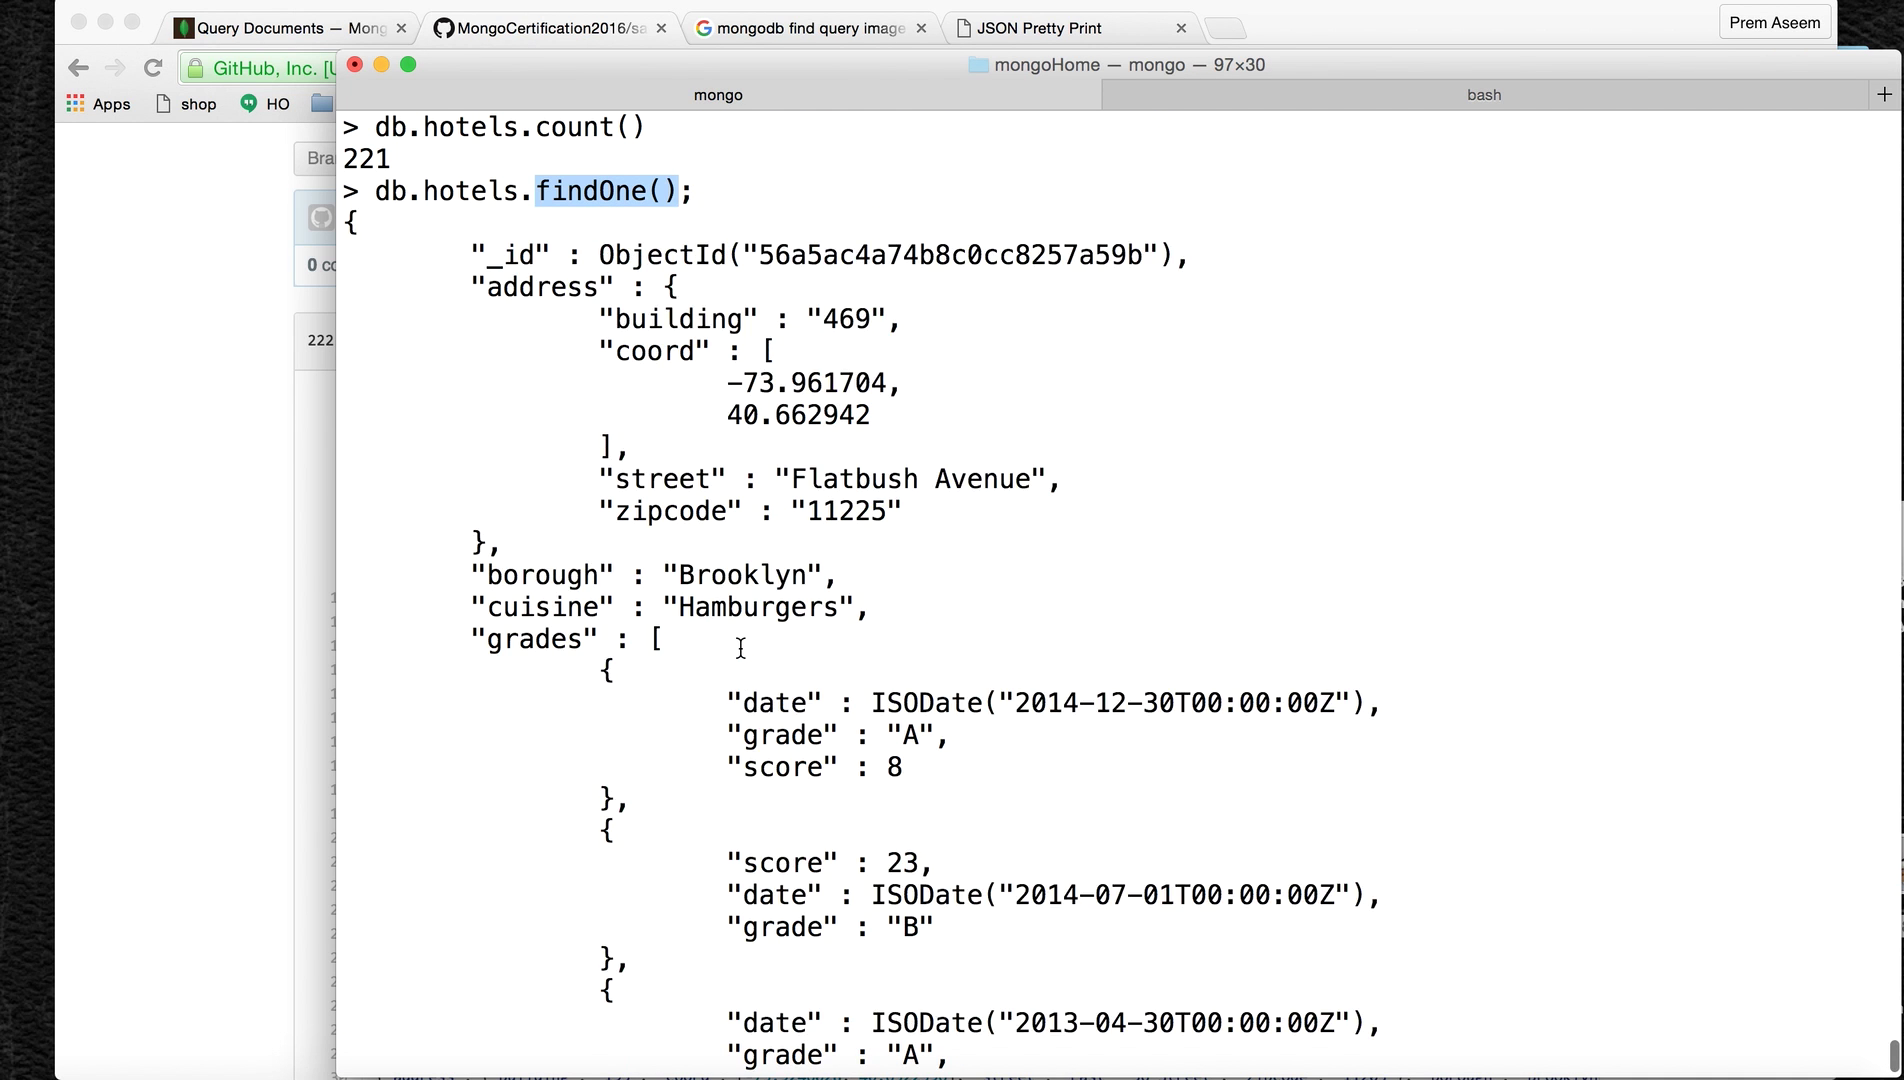 Query Documents — Mong
MongoCertification2016/sa
mongodb find query image
JSON Pretty Print
Prem Aseem
GitHub, Inc. [U
mongoHome — mongo — 97×30
Apps
shop
HO
mongo
bash
+
> db.hotels.count()
221
> db.hotels.findOne();
{
"_id" : ObjectId("56a5ac4a74b8c0cc8257a59b"),
"address" : {
"building" : "469",
"coord" : [
-73.961704,
40.662942
],
"street" : "Flatbush Avenue",
"zipcode" : "11225"
},
"borough" : "Brooklyn",
"cuisine" : "Hamburgers",
"grades" : [
{
"date" : ISODate("2014-12-30T00:00:00Z"),
"grade" : "A",
"score" : 8
},
{
"score" : 23,
"date" : ISODate("2014-07-01T00:00:00Z"),
"grade" : "B"
},
{
"date" : ISODate("2013-04-30T00:00:00Z"),
"grade" : "A",
Bra
0 co
222